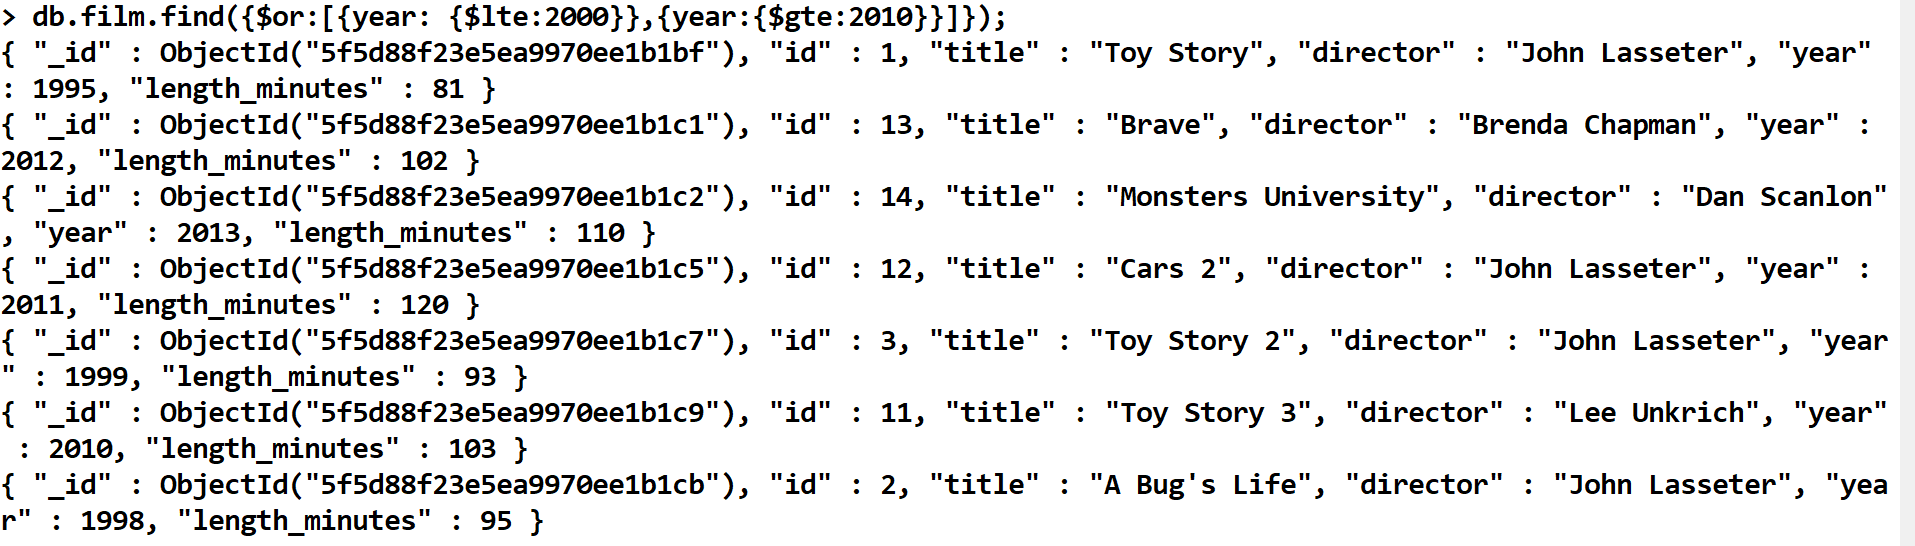 > db.film.find({$or:[{year: {$lte:2000}},{year:{$gte:2010}}]});
{ "_id" : ObjectId("5f5d88f23e5ea9970ee1b1bf"), "id" : 1, "title" : "Toy Story", "director" : "John Lasseter", "year"
: 1995, "length_minutes" : 81 }
{ "_id" : ObjectId("5f5d88f23e5ea9970ee1b1c1"), "id" : 13, "title" : "Brave", "director" : "Brenda Chapman", "year" :
2012, "length_minutes" : 102 }
{ "_id" : ObjectId("5f5d88f23e5ea9970ee1b1c2"), "id" : 14, "title" : "Monsters University", "director" : "Dan Scanlon"
, "year" : 2013, "length_minutes" : 110 }
{ "_id" : ObjectId("5f5d88f23e5ea9970ee1b1c5"), "id" : 12, "title" : "Cars 2", "director" : "John Lasseter", "year" :
2011, "length_minutes" : 120 }
{ "_id" : ObjectId("5f5d88f23e5ea9970ee1b1c7"), "id" : 3, "title" : "Toy Story 2", "director" : "John Lasseter", "year
" : 1999, "length_minutes" : 93 }
{ "_id" : ObjectId("5f5d88f23e5ea9970ee1b1c9"), "id" : 11, "title" : "Toy Story 3", "director" : "Lee Unkrich", "year"
 : 2010, "length_minutes" : 103 }
{ "_id" : ObjectId("5f5d88f23e5ea9970ee1b1cb"), "id" : 2, "title" : "A Bug's Life", "director" : "John Lasseter", "yea
r" : 1998, "length_minutes" : 95 }